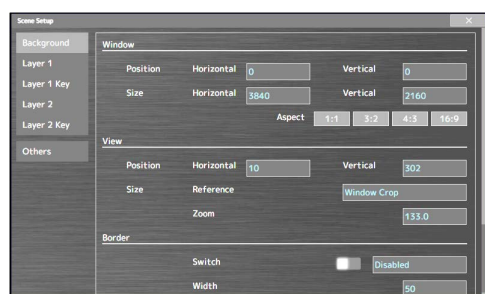 Scene Setup
Background
Layer 1
Layer 1 Key
Layer 2
Layer 2 Key
Others
Window
Position Horizontal 0 Vertical 0
Size Horizontal 3840 Vertical 2160
Aspect 1:1 3:2 4:3 16:9
View
Position Horizontal 10 Vertical 302
Size Reference Window Crop
Zoom 133.0
Border
Switch Disabled
Width 50